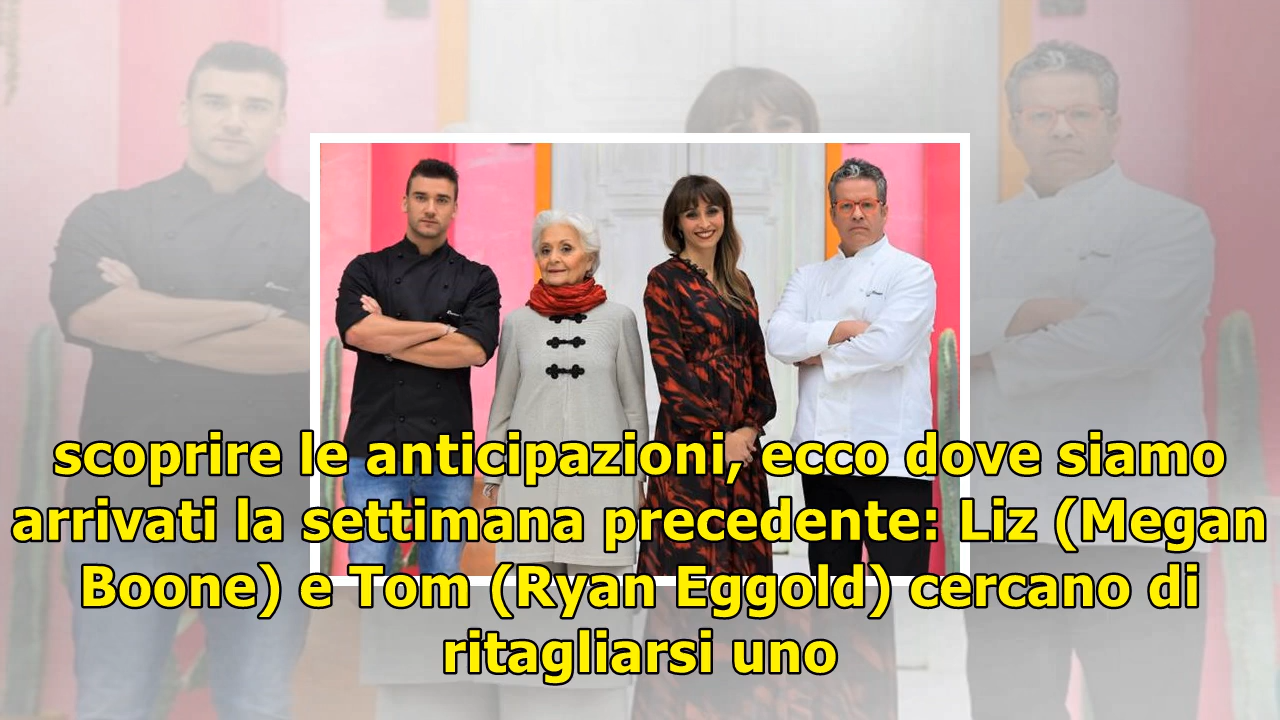 scoprire le anticipazioni, ecco dove siamo
arrivati la settimana precedente: Liz (Megan
Boone) e Tom (Ryan Eggold) cercano di
ritagliarsi uno